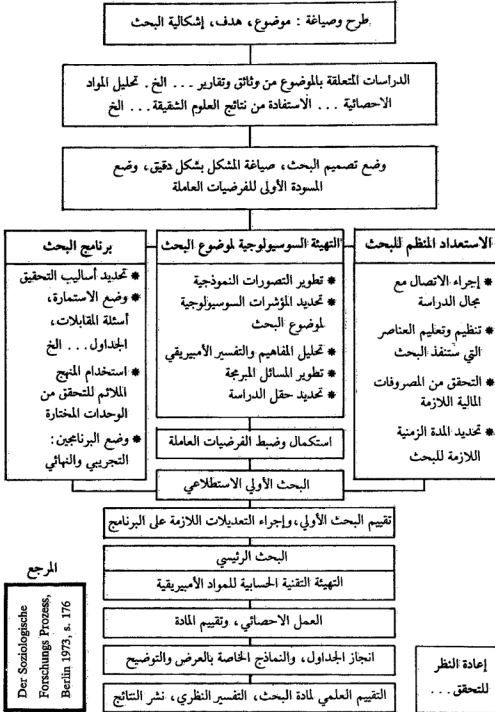 طرح وصياغة : موضوع، هدف، إشكالية البحث
الدراسات المتعلقة بالموضوع من وثائق وتقارير ... الخ. تحليل المواد
الاحصائية ... الاستفادة من نتائج العلوم الشقيقة... الخ
وضع تصميم البحث، صياغة المشكل بشكل دقيق، وضع
المسودة الأولى للفرضيات العاملة
الاستعداد المنظم للبحث
* إجراء الاتصال مع
مجال الدراسة
* تنظيم وتعليم العناصر
التي ستنفذ البحث
* التحقق من المصروفات
المالية اللازمة
* تحديد المدة الزمنية
اللازمة للبحث
التهيئة السوسيولوجية لموضوع البحث
* تطوير التصورات النموذجية
* تحديد المؤشرات السوسيولوجية
لموضوع البحث
* تحليل المفاهيم والتفسير الأمبيريقي
* تطوير المسائل المبرمجة
* تحديد حقل الدراسة
برنامج البحث
* تحديد أساليب التحقيق
* وضع الاستمارة،
أسئلة المقابلات،
الجداول... الخ
* استخدام المنهج
الملائم للتحقق من
الوحدات المختارة
* وضع البرنامجين:
التجريبي والنهائي
استكمال وضبط الفرضيات العاملة
البحث الأولي الاستطلاعي
تقييم البحث الأولي، وإجراء التعديلات اللازمة على البرنامج
البحث الرئيسي
التهيئة التقنية الحسابية للمواد الأمبيريقية
العمل الاحصائي، وتقييم المادة
انجاز الجداول، والنماذج الخاصة بالعرض والتوضيح
التقييم العلمي لمادة البحث، التفسير النظري، نشر النتائج
إعادة النظر
للتحقق ...
المرجع
Der Soziologische
Forschungs Prozess,
Berlin 1973, s. 176